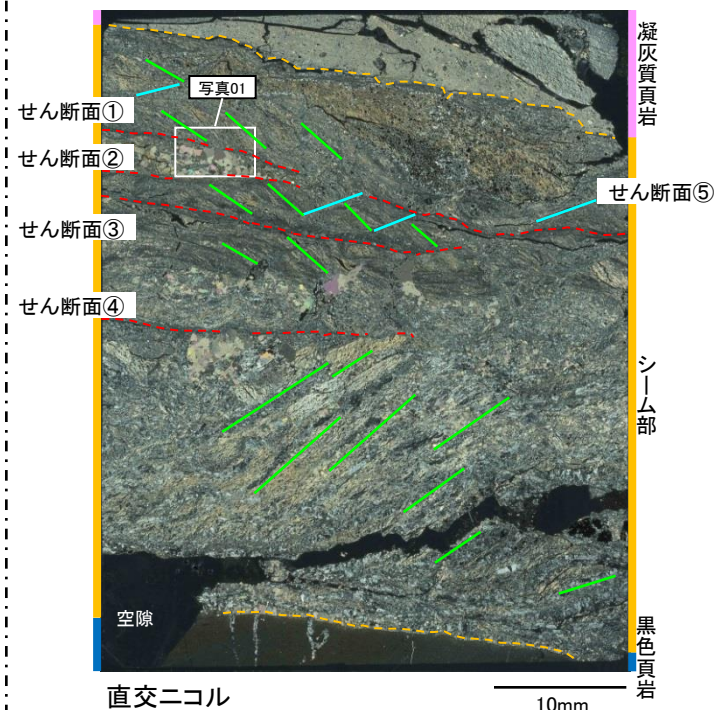 凝灰質頁岩
写真01
せん断面①
せん断面②
せん断面⑤
せん断面③
せん断面④
シーム部
空隙
黒色頁岩
直交ニコル
10mm